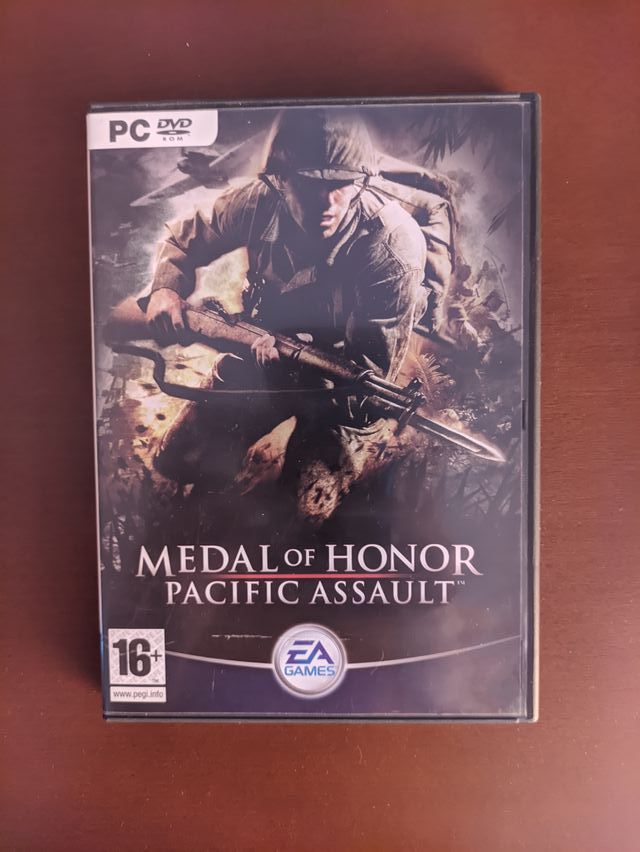 PC DVD
ROM
MEDAL OF HONOR
PACIFIC ASSAULT™
16+
www.pegi.info
EA
GAMES